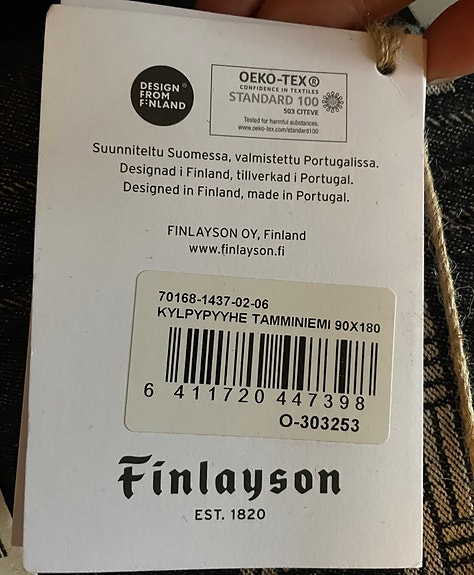 DESIGN
FROM
FINLAND
OEKO-TEX®
CONFIDENCE IN TEXTILES
STANDARD 100
503 CITEVE
Tested for harmful substances.
www.oeko-tex.com/standard100
Suunniteltu Suomessa, valmistettu Portugalissa.
Designad i Finland, tillverkad i Portugal.
Designed in Finland, made in Portugal.
FINLAYSON OY, Finland
www.finlayson.fi
70168-1437-02-06
KYLPYPYYHE TAMMINIEMI 90X180
6 411720 447398
O-303253
Finlayson
EST. 1820